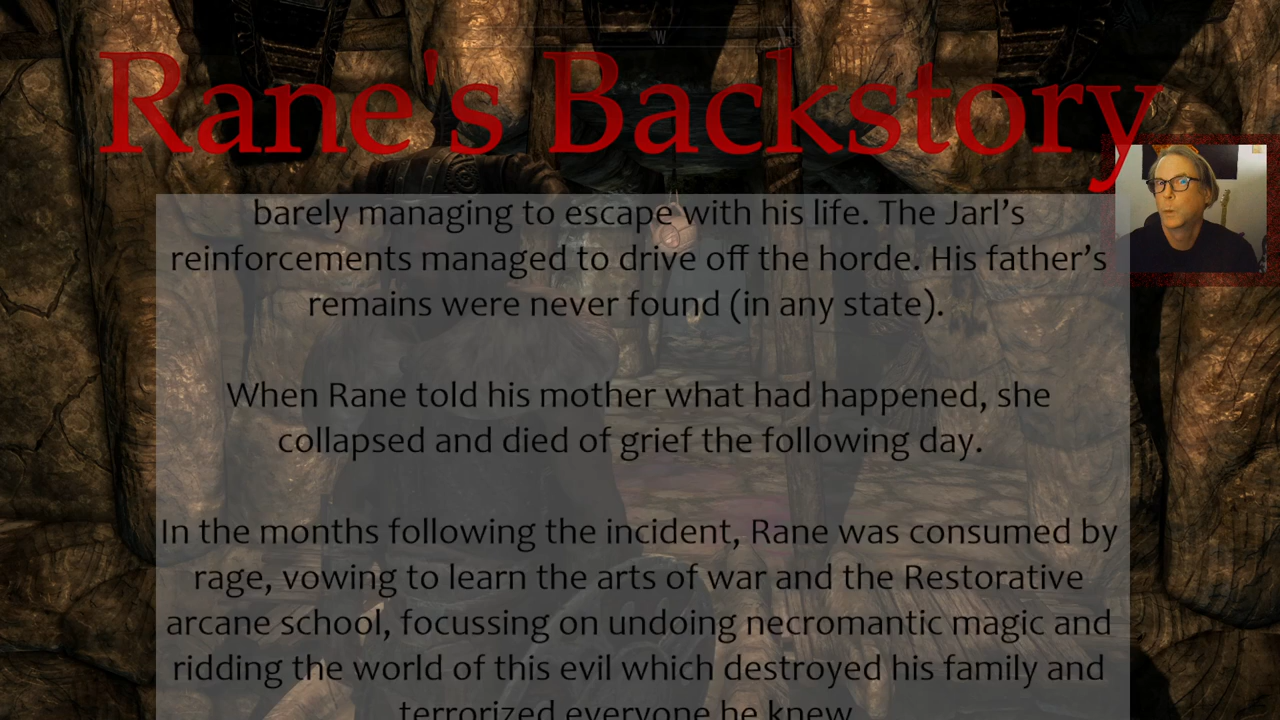 W
Rane's Backstory
barely managing to escape with his life. The Jarl’s
reinforcements managed to drive off the horde. His father’s
remains were never found (in any state).
When Rane told his mother what had happened, she
collapsed and died of grief the following day.
In the months following the incident, Rane was consumed by
rage, vowing to learn the arts of war and the Restorative
arcane school, focussing on undoing necromantic magic and
ridding the world of this evil which destroyed his family and
terrorized everyone he knew